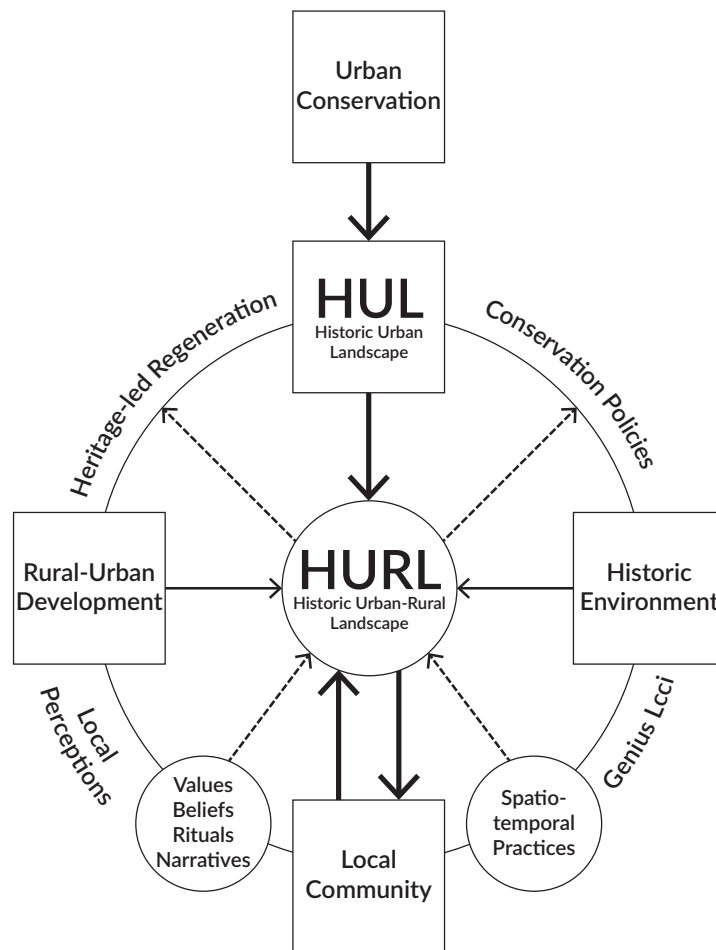 Urban
Conservation
HUL
Historic Urban
Landscape
Heritage-led Regeneration
Conservation Policies
Rural-Urban
Development
HURL
Historic Urban-Rural
Landscape
Historic
Environment
Local
Perceptions
Genius Lcci
Values
Beliefs
Rituals
Narratives
Spatio-
temporal
Practices
Local
Community